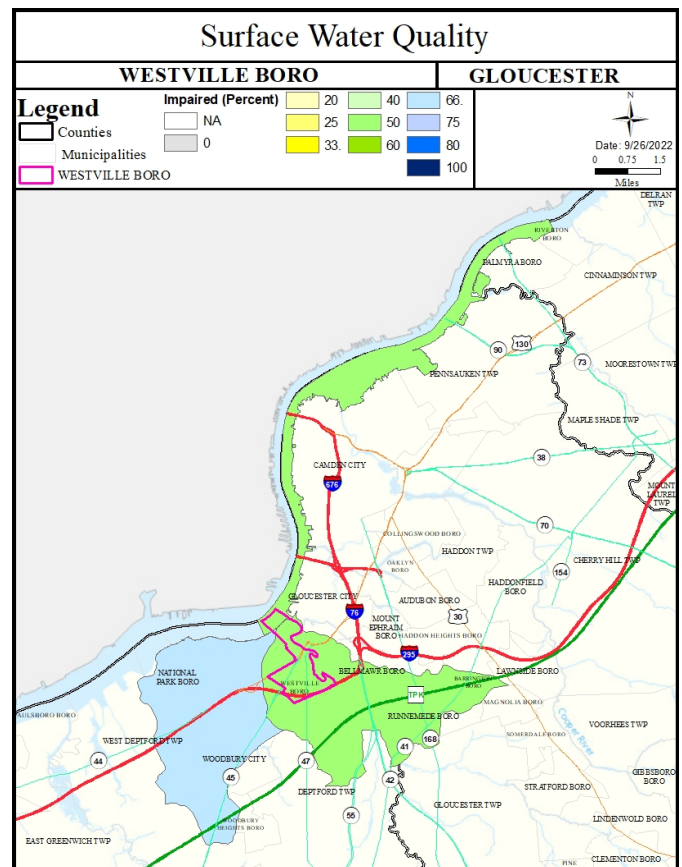 Surface Water Quality
WESTVILLE BORO
GLOUCESTER
Legend
Counties
Municipalities
WESTVILLE BORO
Impaired (Percent)
NA
0
20
25
33.
40
50
60
66.
75
80
100
N
Date: 9/26/2022
0 0.75 1.5
Miles
DELRAN
TWP
RIVERTON
BORO
PALMYRA BORO
CINNAMINSON TWP
130
90
73
MOORESTOWN TWP
PENNSAUKEN TWP
MAPLE SHADE TWP
38
CAMDEN CITY
676
MOUNT
LAUREL
TWP
70
COLLINGSWOOD BORO
HADDON TWP
OAKLYN
BORO
CHERRY HILL TWP
154
HADDONFIELD
BORO
GLOUCESTER CITY
AUDUBON BORO
76
MOUNT
EPHRAIM
BORO
30
HADDON HEIGHTS BORO
295
NATIONAL
PARK BORO
BELLMAWR BORO
LAWNSIDE BORO
BARRINGTON
BORO
WESTVILLE
BORO
TPK
MAGNOLIA BORO
AULSBORO BORO
RUNNEMEDE BORO
Cooper River
VOORHEES TWP
WEST DEPTFORD TWP
168
41
SOMERDALE BORO
44
WOODBURY CITY
47
45
42
GIBBSBORO
BORO
DEPTFORD TWP
STRATFORD BORO
GLOUCESTER TWP
55
LINDENWOLD BORO
WOODBURY
HEIGHTS BORO
EAST GREENWICH TWP
CLEMENTON BORO
PINE